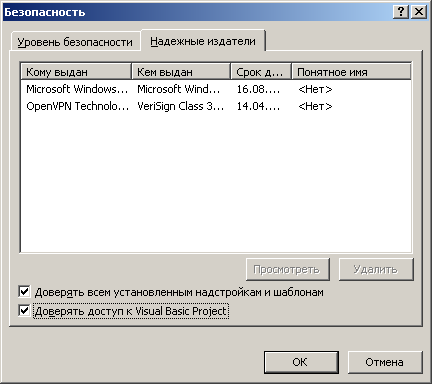 Безопасность
Уровень безопасности Надежные издатели
Кому выдан Кем выдан Срок д... Понятное имя
Microsoft Windows... Microsoft Wind... 16.08.... <Нет>
OpenVPN Technolo... VeriSign Class 3... 14.04.... <Нет>
Просмотреть Удалить
Доверять всем установленным надстройкам и шаблонам
Доверять доступ к Visual Basic Project
ОК Отмена